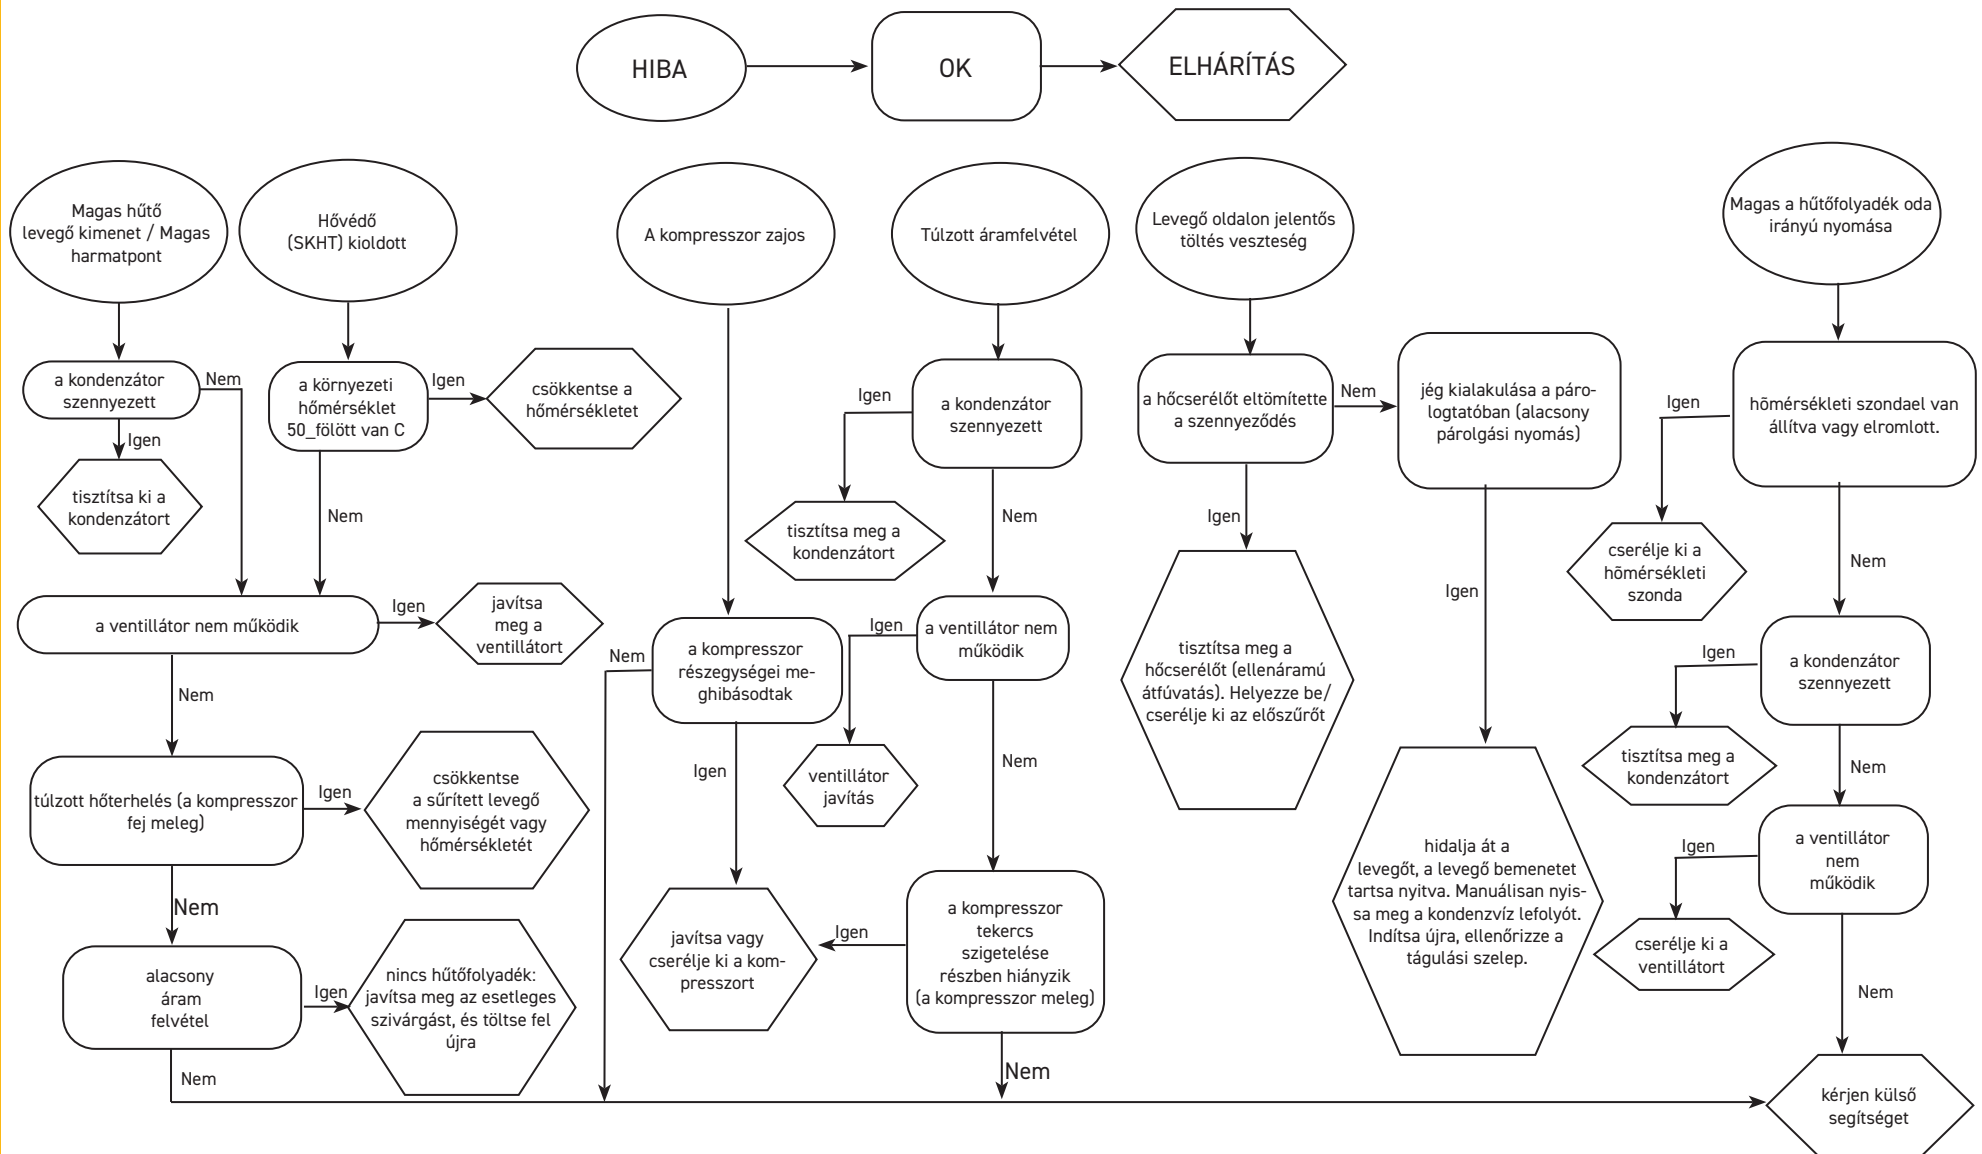 HIBA
OK
ELHÁRÍTÁS
Magas hűtő
levegő kimenet / Magas
harmatpont
Hővédő
(SKHT) kioldott
A kompresszor zajos
Túlzott áramfelvétel
Levegő oldalon jelentős
töltés veszteség
Magas a hűtőfolyadék oda
irányú nyomása
a kondenzátor
szennyezett
Nem
Igen
tisztítsa ki a
kondenzátort
a környezeti
hőmérséklet
50_fölött van C
Igen
csökkentse a
hőmérsékletet
Nem
a ventillátor nem működik
Igen
javítsa
meg a
ventillátort
Nem
túlzott hőterhelés (a kompresszor
fej meleg)
Igen
csökkentse
a sűrített levegő
mennyiségét vagy
hőmérsékletét
Nem
alacsony
áram
felvétel
Igen
nincs hűtőfolyadék:
javítsa meg az esetleges
szivárgást, és töltse fel
újra
Nem
a kompresszor
részegységei me-
ghibásodtak
Nem
Igen
javítsa vagy
cserélje ki a kom-
presszort
a kondenzátor
szennyezett
Igen
tisztítsa meg a
kondenzátort
Nem
a ventillátor nem
működik
Igen
ventillátor
javítás
Nem
a kompresszor
tekercs
szigetelése
részben hiányzik
(a kompresszor meleg)
Igen
Nem
a hőcserélőt eltömítette
a szennyeződés
Nem
Igen
tisztítsa meg a
hőcserélőt (ellenáramú
átfúvatás). Helyezze be/
cserélje ki az előszűrőt
jég kialakulása a páro-
logtatóban (alacsony
párolgási nyomás)
Igen
hidalja át a
levegőt, a levegő bemenetet
tartsa nyitva. Manuálisan nyis-
sa meg a kondenzvíz lefolyót.
Indítsa újra, ellenőrizze a
tágulási szelep.
hõmérsékleti szondael van
állítva vagy elromlott.
Igen
cserélje ki a
hõmérsékleti
szonda
Nem
a kondenzátor
szennyezett
Igen
tisztítsa meg a
kondenzátort
Nem
a ventillátor
nem
működik
Igen
cserélje ki a
ventillátort
Nem
kérjen külső
segítséget